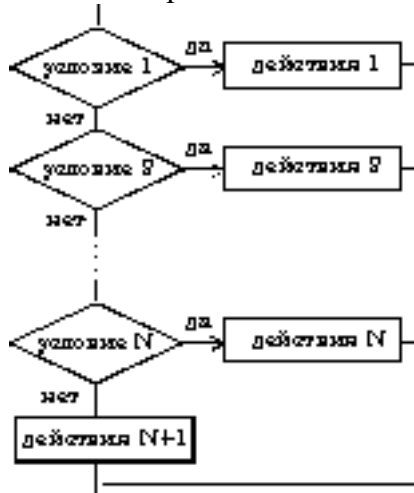 да
условие 1 действия 1
нет
да
условие 2 действия 2
нет
да
условие N действия N
нет
действия N+1